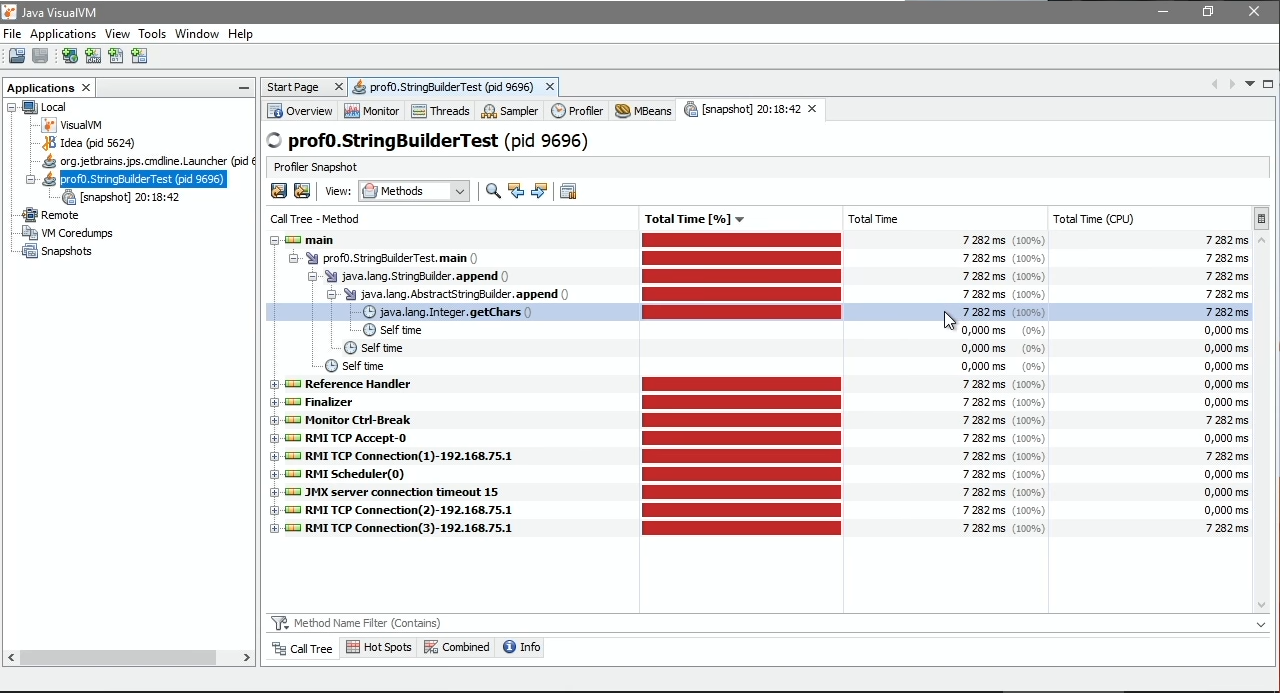 Java VisualVM
File Applications View Tools Window Help
Applications
Local
VisualVM
Idea (pid 5624)
org.jetbrains.jps.cmdline.Launcher (pid 6
prof0.StringBuilderTest (pid 9696)
[snapshot] 20:18:42
Remote
VM Coredumps
Snapshots
Start Page prof0.StringBuilderTest (pid 9696)
Overview Monitor Threads Sampler Profiler MBeans [snapshot] 20:18:42
prof0.StringBuilderTest (pid 9696)
Profiler Snapshot
View: Methods
Call Tree - Method Total Time [%] Total Time Total Time (CPU)
main 7 282 ms (100%) 7 282 ms
prof0.StringBuilderTest.main () 7 282 ms (100%) 7 282 ms
java.lang.StringBuilder.append () 7 282 ms (100%) 7 282 ms
java.lang.AbstractStringBuilder.append () 7 282 ms (100%) 7 282 ms
java.lang.Integer.getChars () 7 282 ms (100%) 7 282 ms
Self time 0,000 ms (0%) 0,000 ms
Self time 0,000 ms (0%) 0,000 ms
Self time 0,000 ms (0%) 0,000 ms
Reference Handler 7 282 ms (100%) 0,000 ms
Finalizer 7 282 ms (100%) 0,000 ms
Monitor Ctrl-Break 7 282 ms (100%) 7 282 ms
RMI TCP Accept-0 7 282 ms (100%) 0,000 ms
RMI TCP Connection(1)-192.168.75.1 7 282 ms (100%) 7 282 ms
RMI Scheduler(0) 7 282 ms (100%) 0,000 ms
JMX server connection timeout 15 7 282 ms (100%) 0,000 ms
RMI TCP Connection(2)-192.168.75.1 7 282 ms (100%) 0,000 ms
RMI TCP Connection(3)-192.168.75.1 7 282 ms (100%) 7 282 ms
Method Name Filter (Contains)
Call Tree Hot Spots Combined Info